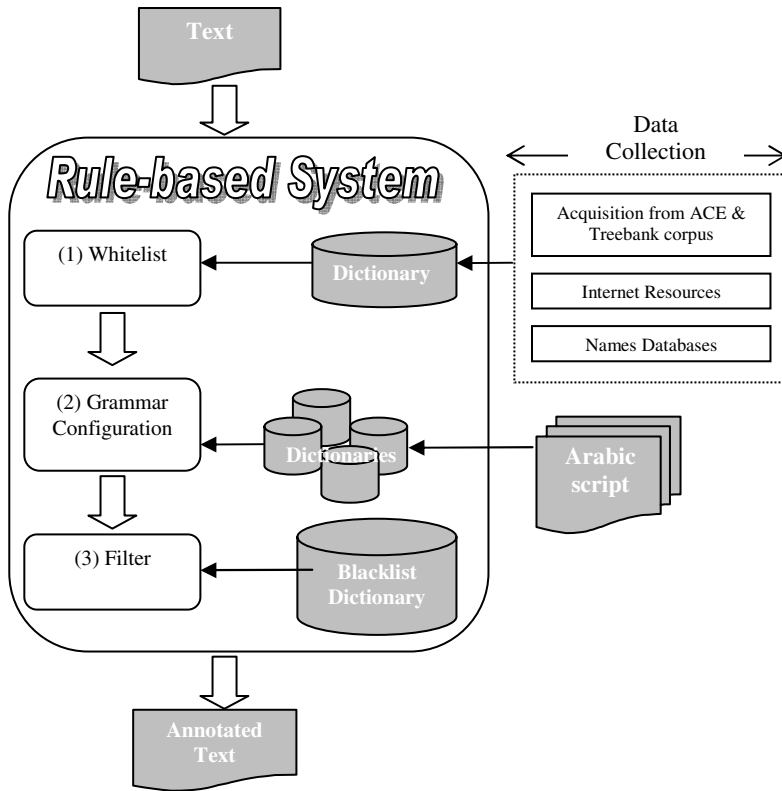 Text
Data
Collection
Rule-based System
Acquisition from ACE &
Treebank corpus
(1) Whitelist
Dictionary
Internet Resources
Names Databases
(2) Grammar
Configuration
Dictionaries
Arabic
script
(3) Filter
Blacklist
Dictionary
Annotated
Text